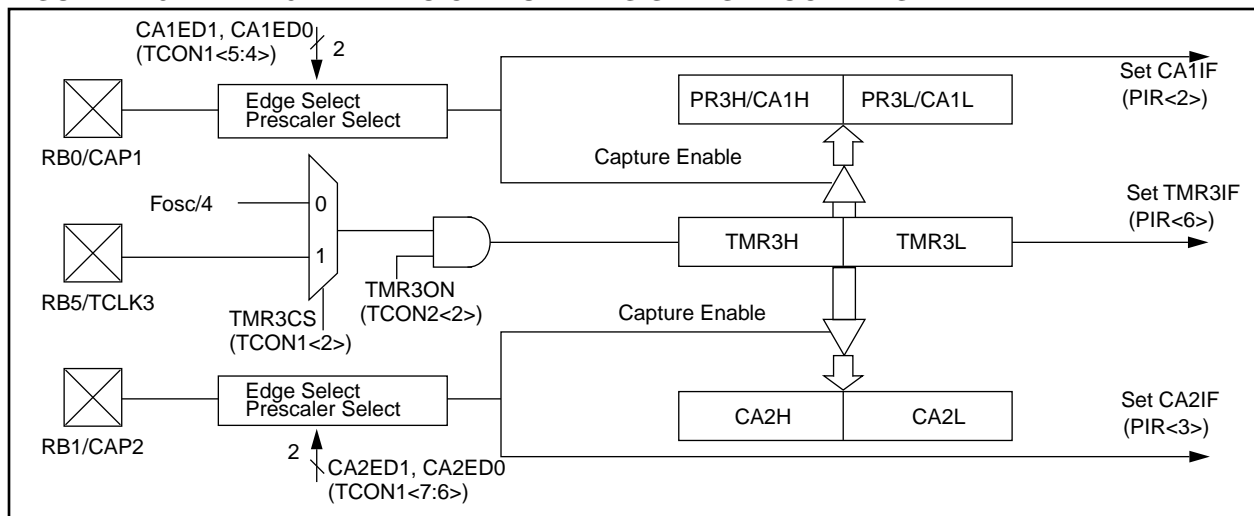 CA1ED1, CA1ED0
(TCON1<5:4>)
2
Edge Select
Prescaler Select
RB0/CAP1
PR3H/CA1H
PR3L/CA1L
Set CA1IF
(PIR<2>)
Capture Enable
Fosc/4
0
1
RB5/TCLK3
TMR3CS
(TCON1<2>)
TMR3ON
(TCON2<2>)
TMR3H
TMR3L
Set TMR3IF
(PIR<6>)
Capture Enable
Edge Select
Prescaler Select
RB1/CAP2
2
CA2ED1, CA2ED0
(TCON1<7:6>)
CA2H
CA2L
Set CA2IF
(PIR<3>)